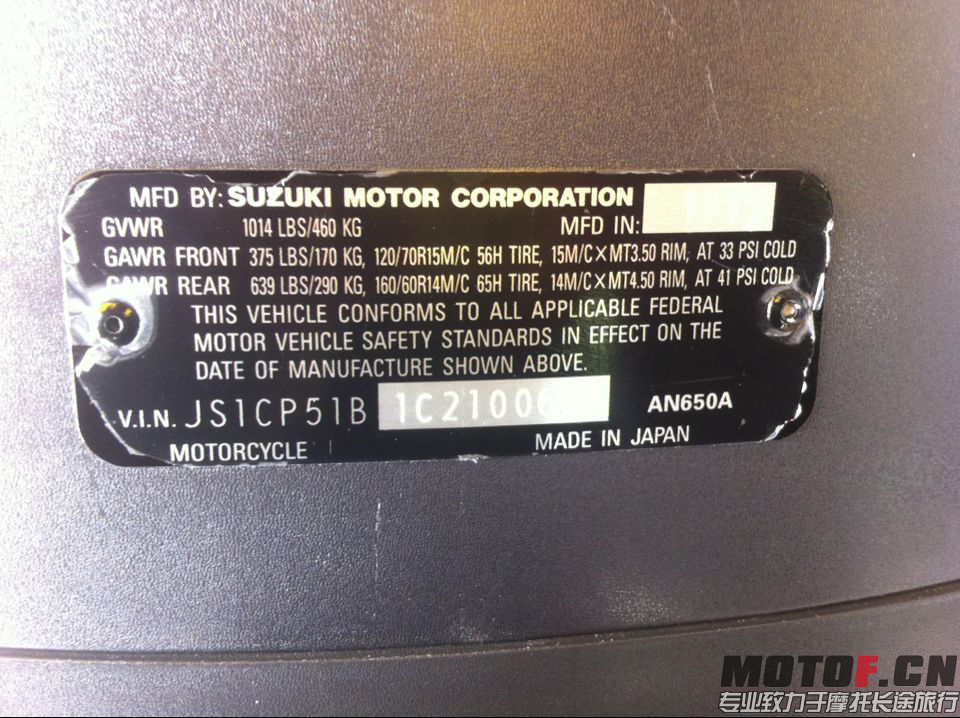 MFD BY: SUZUKI MOTOR CORPORATION
GVWR 1014 LBS/460 KG MFD IN:
GAWR FRONT 375 LBS/170 KG, 120/70R15M/C 56H TIRE, 15M/C×MT3.50 RIM, AT 33 PSI COLD
GAWR REAR 639 LBS/290 KG, 160/60R14M/C 65H TIRE, 14M/C×MT4.50 RIM, AT 41 PSI COLD
THIS VEHICLE CONFORMS TO ALL APPLICABLE FEDERAL
MOTOR VEHICLE SAFETY STANDARDS IN EFFECT ON THE
DATE OF MANUFACTURE SHOWN ABOVE.
V.I.N. JS1CP51B AN650A
MOTORCYCLE MADE IN JAPAN
MOTOF.CN
专业致力于摩托长途旅行